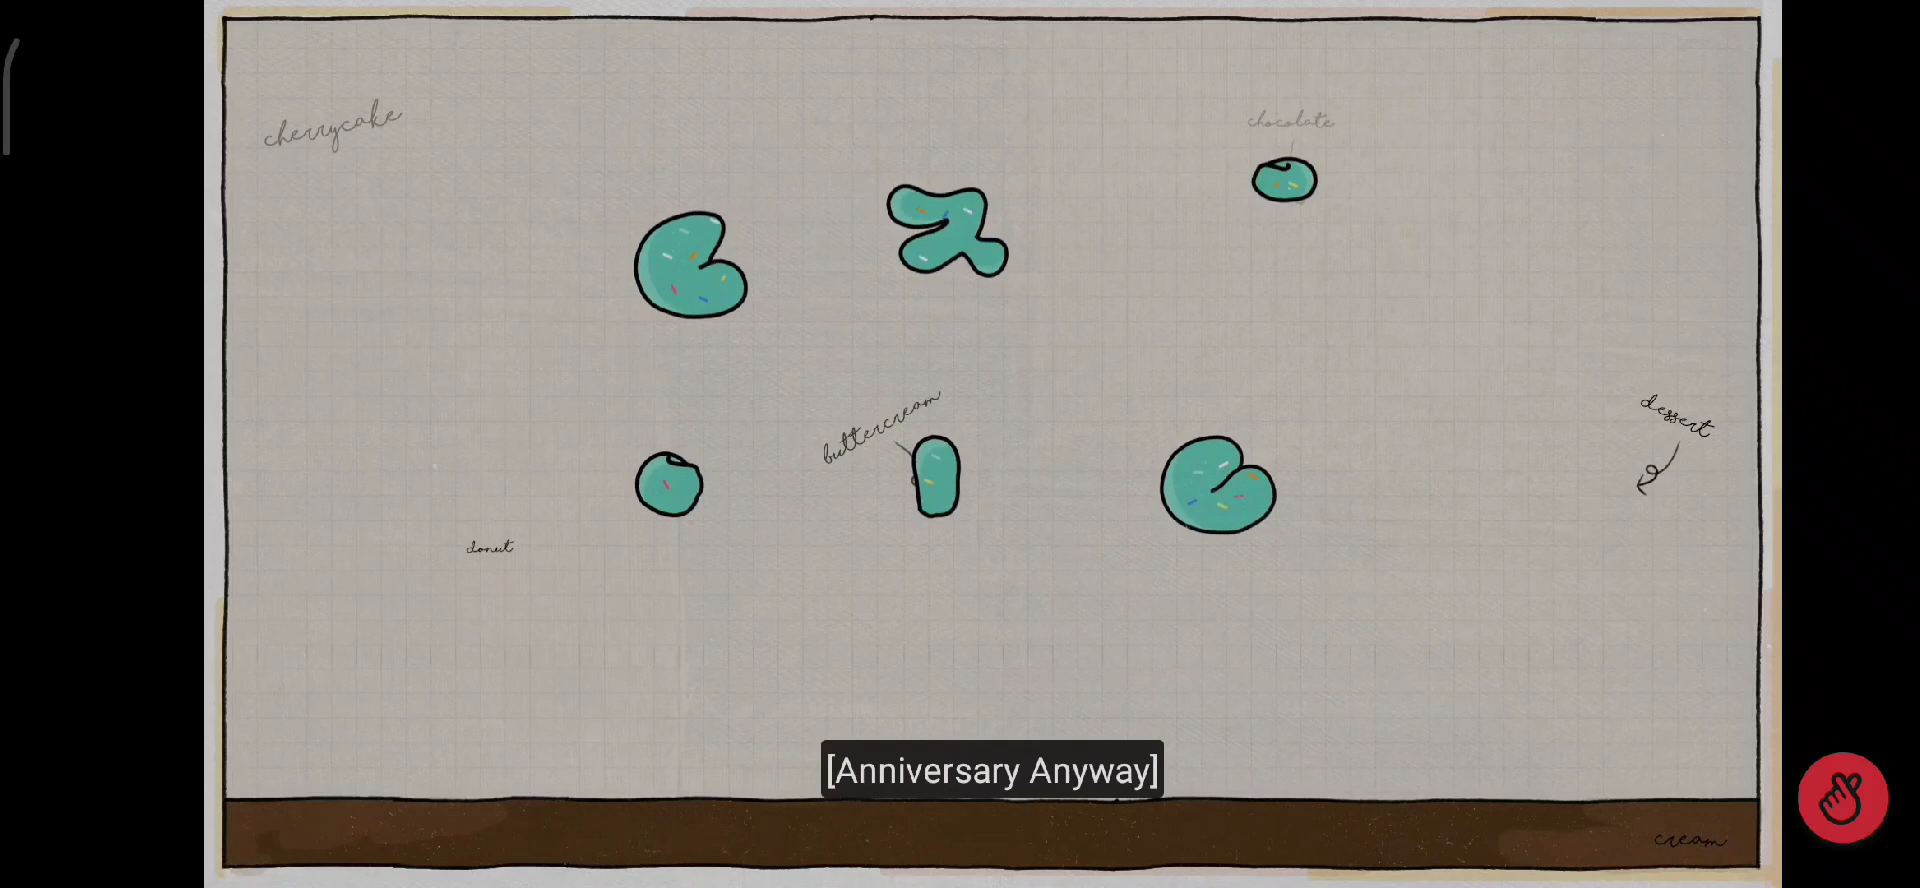 cherrycake
chocolate
buttercream
dessert
donut
[Anniversary Anyway]
cream